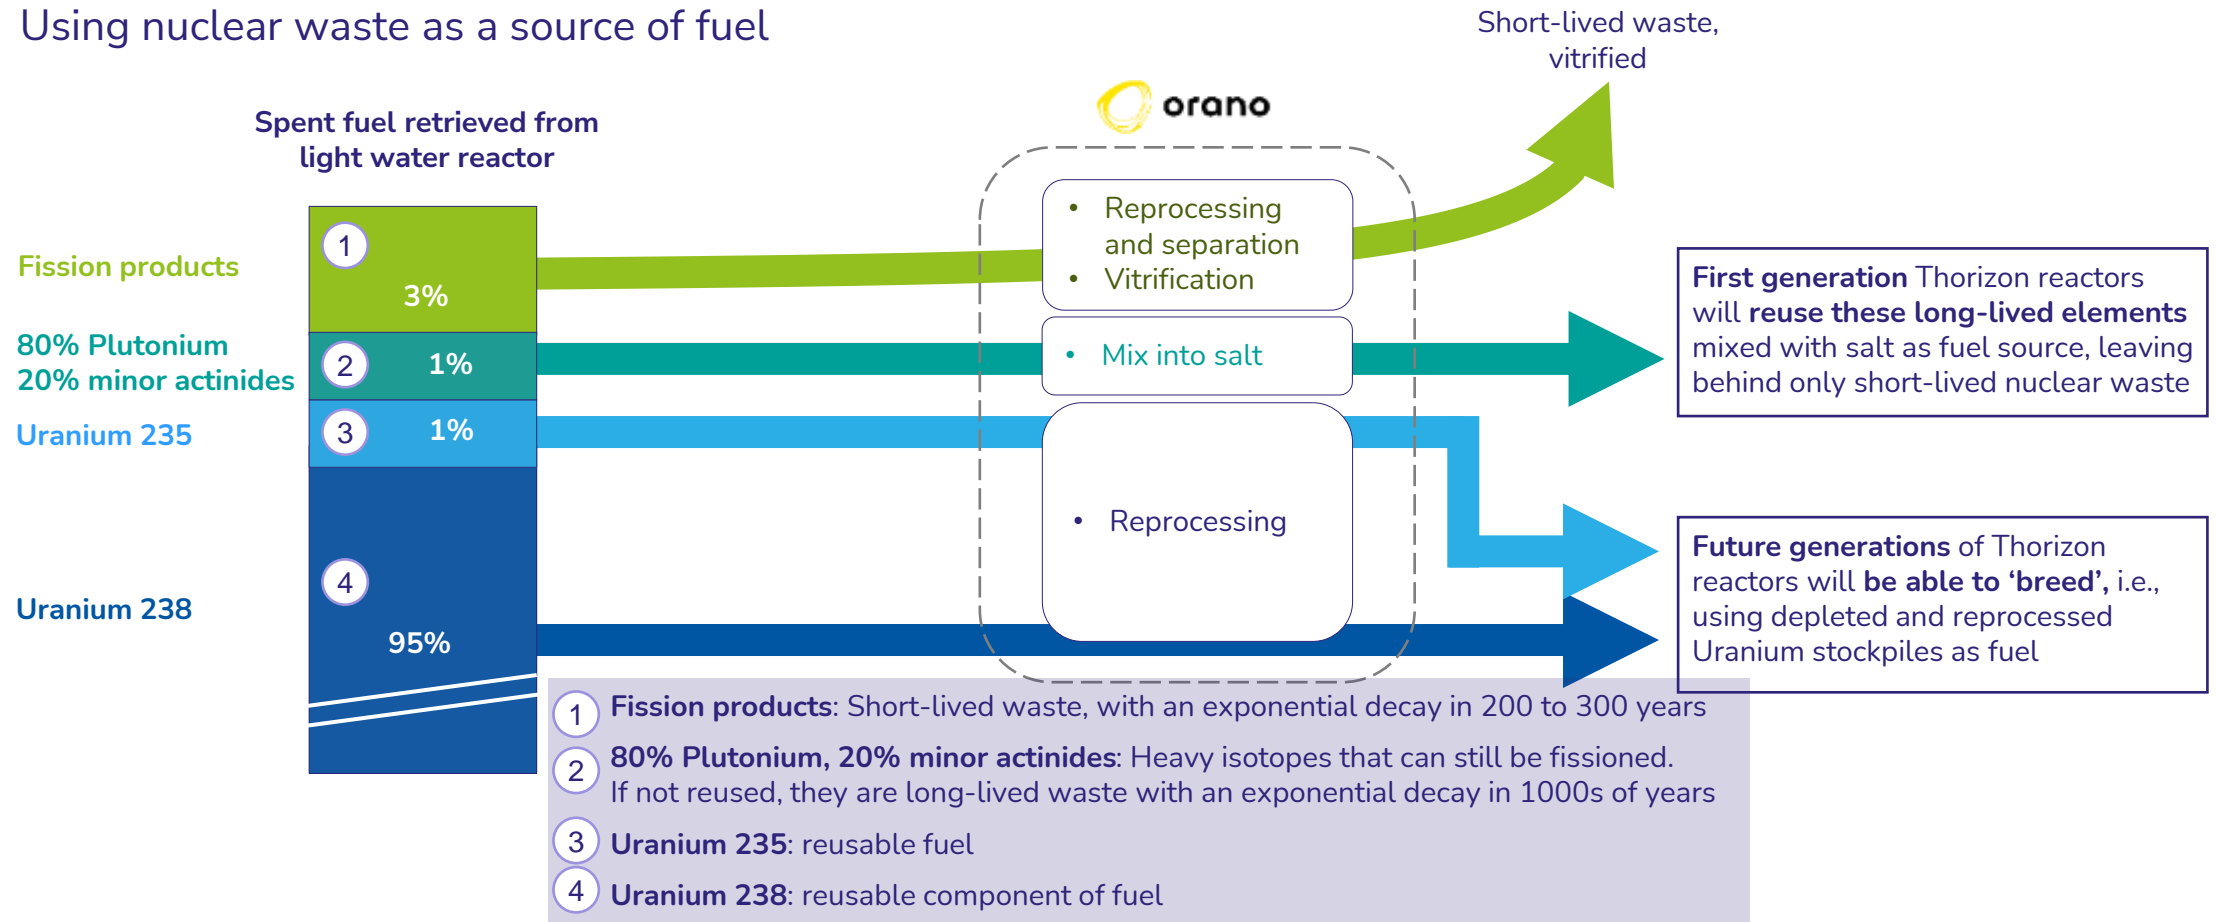 Using nuclear waste as a source of fuel
Short-lived waste,
vitrified
orano
Spent fuel retrieved from
light water reactor
1
3%
Fission products
• Reprocessing
and separation
• Vitrification
80% Plutonium
20% minor actinides
2
1%
• Mix into salt
First generation Thorizon reactors
will reuse these long-lived elements
mixed with salt as fuel source, leaving
behind only short-lived nuclear waste
Uranium 235
3
1%
• Reprocessing
Uranium 238
4
95%
Future generations of Thorizon
reactors will be able to ‘breed’, i.e.,
using depleted and reprocessed
Uranium stockpiles as fuel
1 Fission products: Short-lived waste, with an exponential decay in 200 to 300 years
2 80% Plutonium, 20% minor actinides: Heavy isotopes that can still be fissioned.
If not reused, they are long-lived waste with an exponential decay in 1000s of years
3 Uranium 235: reusable fuel
4 Uranium 238: reusable component of fuel